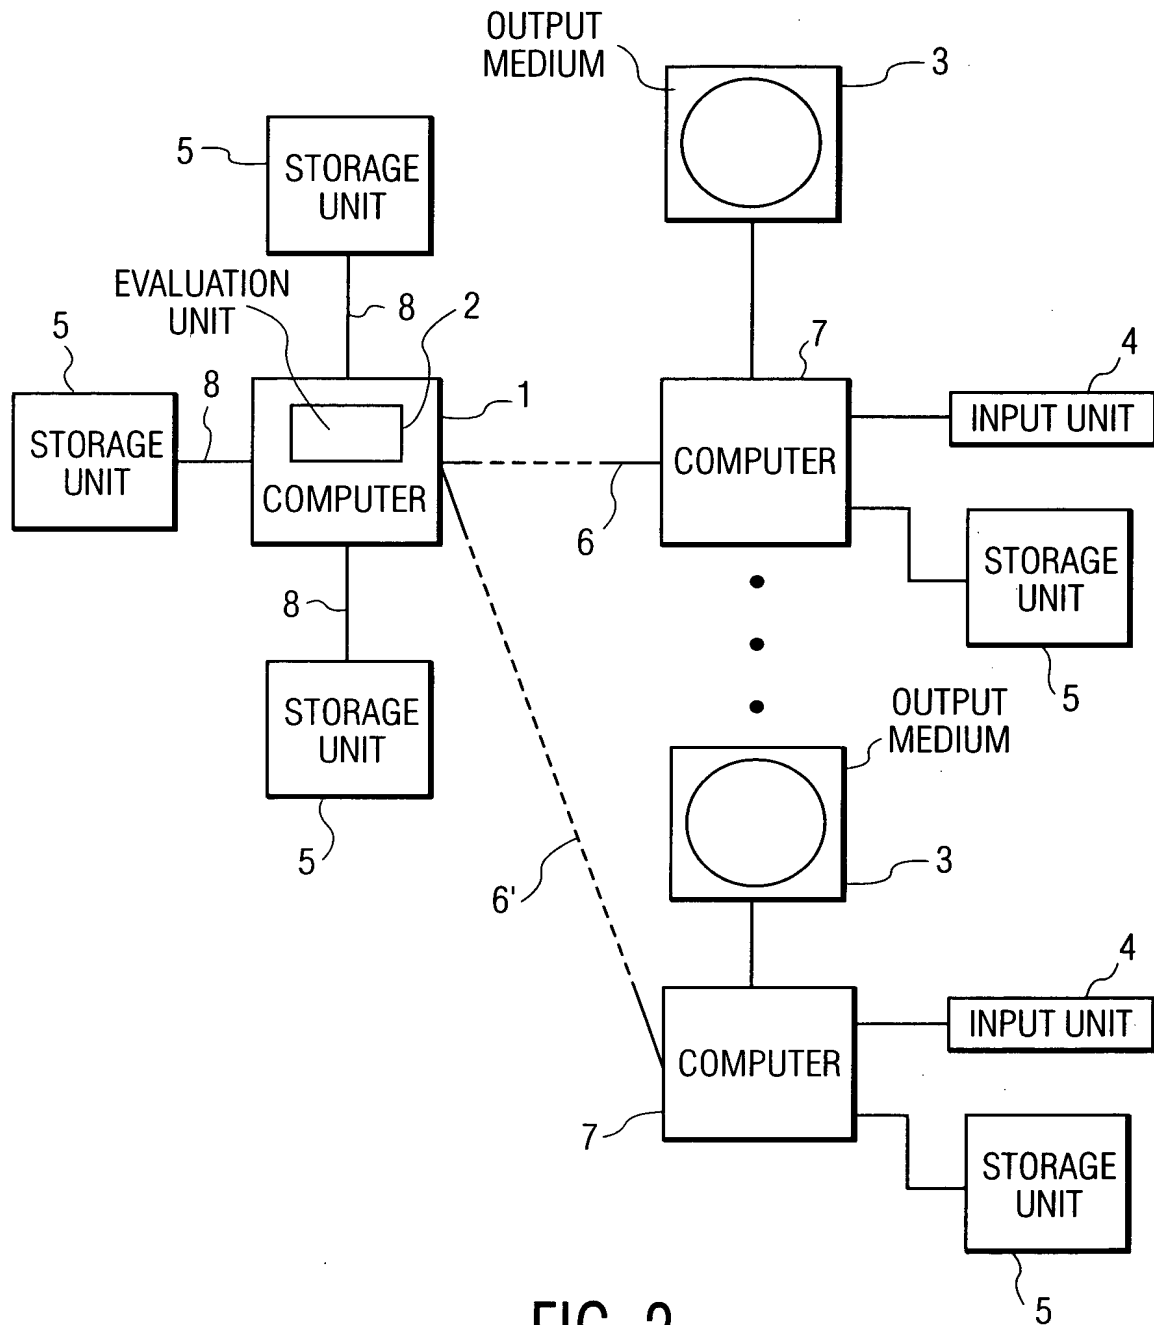 OUTPUT
MEDIUM
3
5
STORAGE
UNIT
EVALUATION
UNIT
8
2
5
8
1
7
4
STORAGE
UNIT
COMPUTER
COMPUTER
INPUT UNIT
6
STORAGE
UNIT
8
5
STORAGE
UNIT
5
OUTPUT
MEDIUM
3
6'
4
COMPUTER
INPUT UNIT
7
STORAGE
UNIT
5
FIG. 2